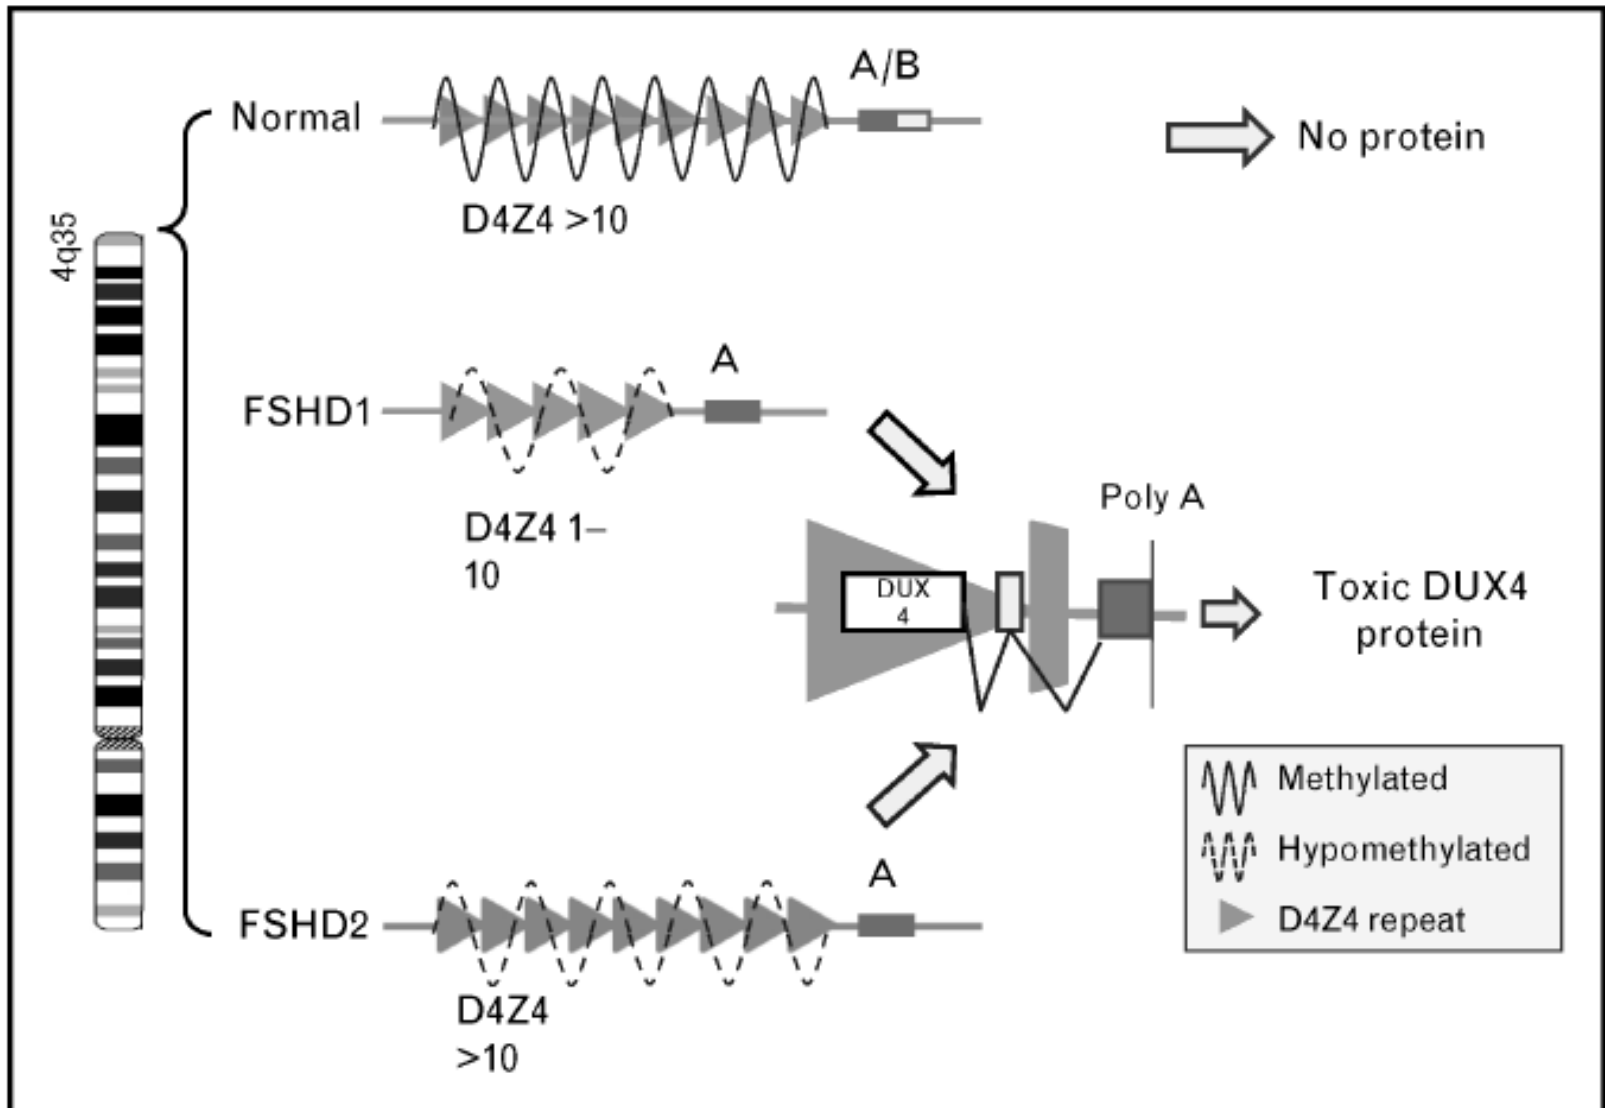 A/B
Normal
No protein
D4Z4 >10
4q35
A
FSHD1
D4Z4 1–
10
Poly A
DUX
4
Toxic DUX4
protein
Methylated
Hypomethylated
D4Z4 repeat
A
FSHD2
D4Z4
>10